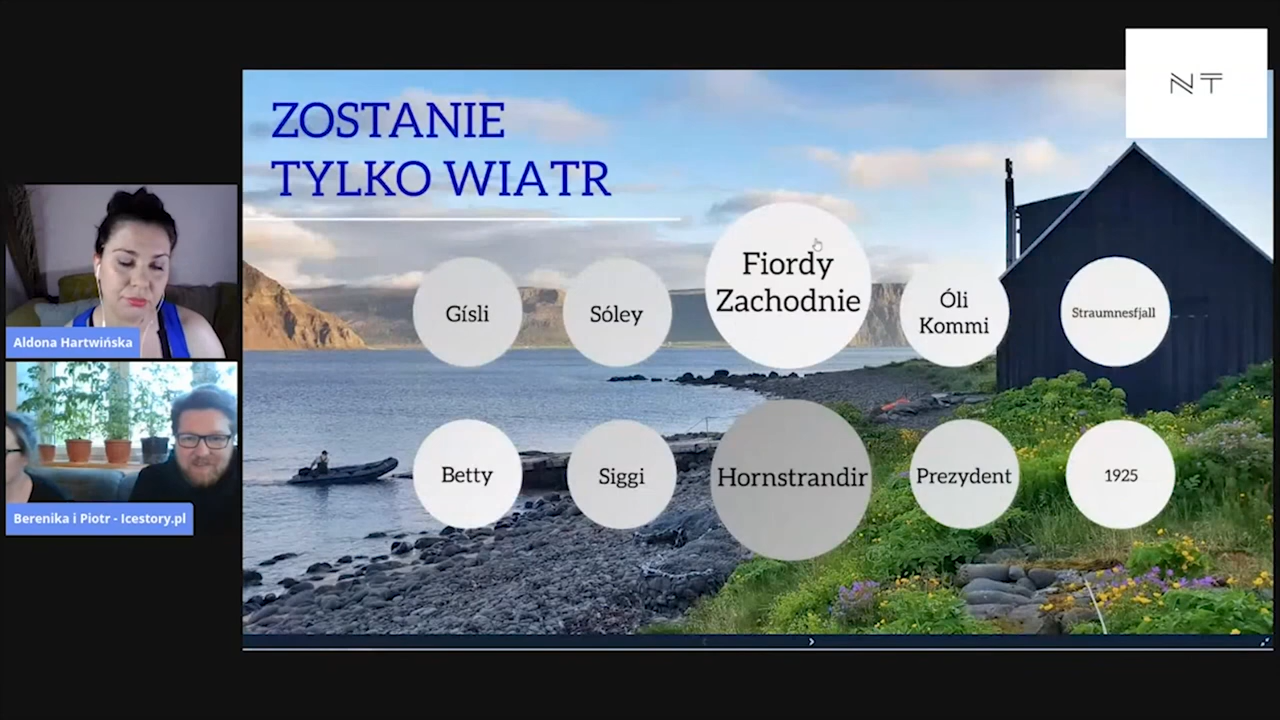 NT
ZOSTANIE
TYLKO WIATR
Gísli
Sóley
Fiordy
Zachodnie
Óli
Kommi
Straumnesfjall
Betty
Siggi
Hornstrandir
Prezydent
1925
Aldona Hartwińska
Berenika i Piotr - Icestory.pl